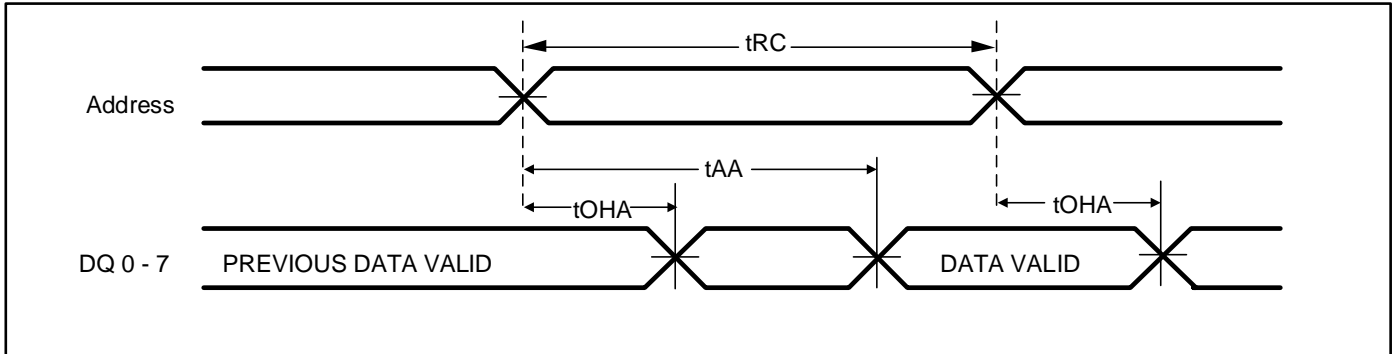 tRC
Address
tAA
tOHA
tOHA
DQ 0 - 7
PREVIOUS DATA VALID
DATA VALID